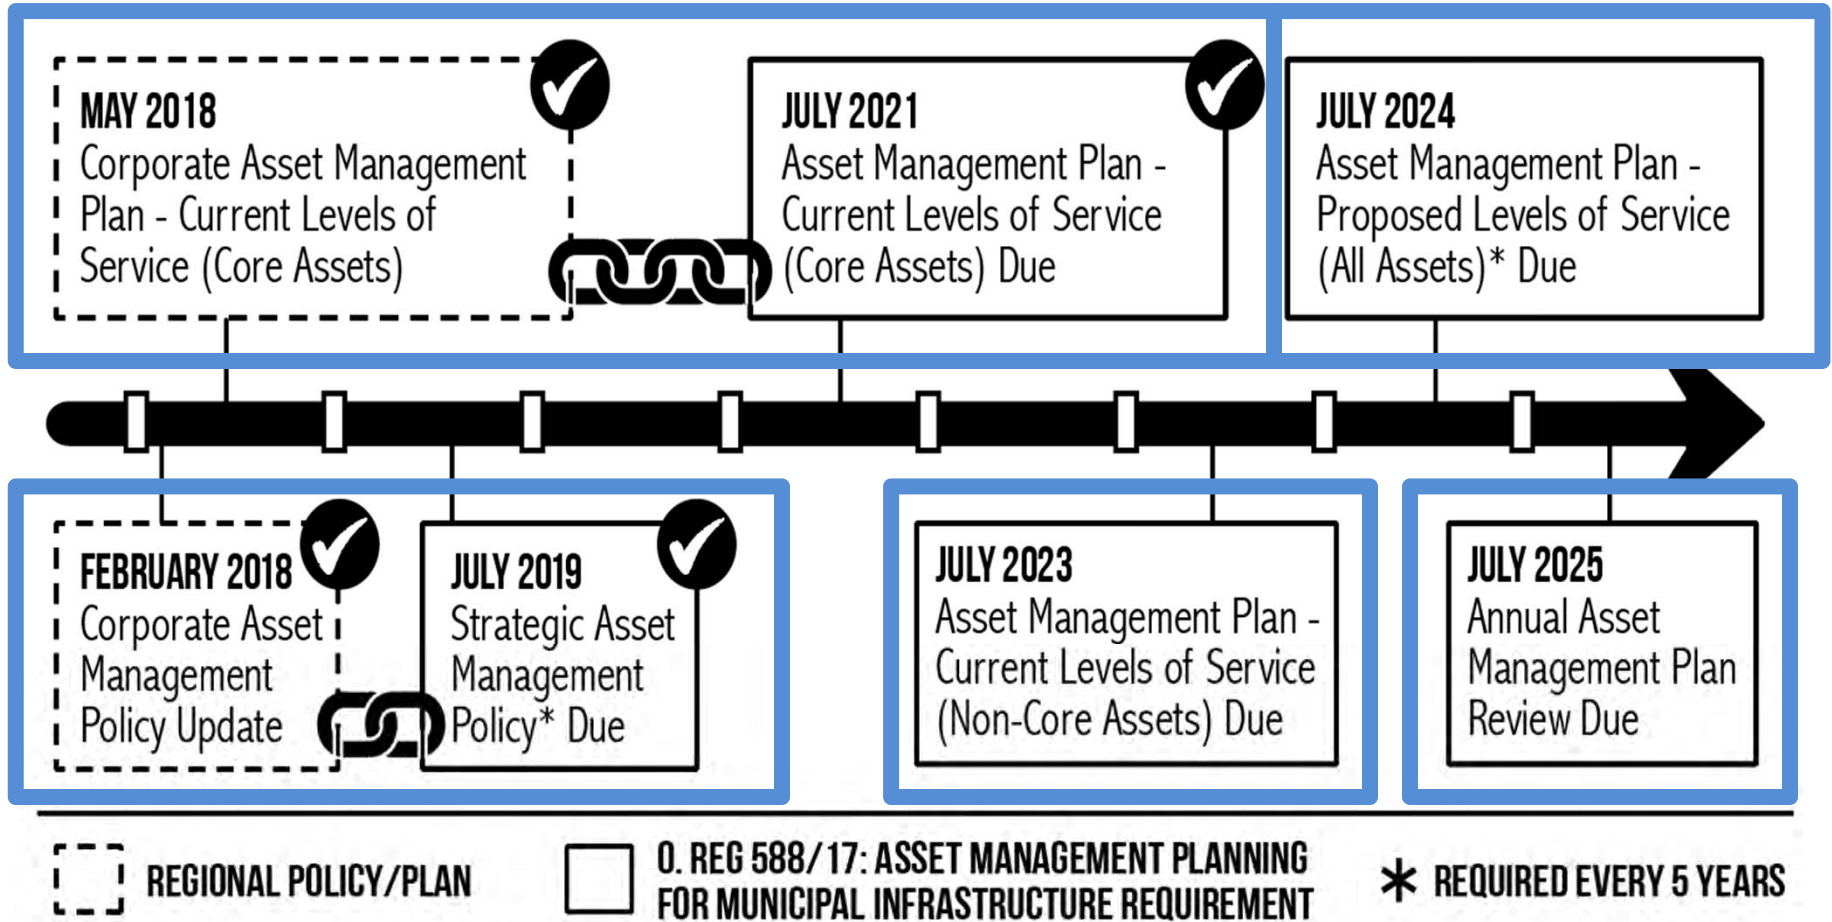 MAY 2018
Corporate Asset Management
Plan - Current Levels of
Service (Core Assets)
JULY 2021
Asset Management Plan -
Current Levels of Service
(Core Assets) Due
JULY 2024
Asset Management Plan -
Proposed Levels of Service
(All Assets)* Due
FEBRUARY 2018
Corporate Asset
Management
Policy Update
JULY 2019
Strategic Asset
Management
Policy* Due
JULY 2023
Asset Management Plan -
Current Levels of Service
(Non-Core Assets) Due
JULY 2025
Annual Asset
Management Plan
Review Due
REGIONAL POLICY/PLAN
O. REG 588/17: ASSET MANAGEMENT PLANNING
FOR MUNICIPAL INFRASTRUCTURE REQUIREMENT
* REQUIRED EVERY 5 YEARS